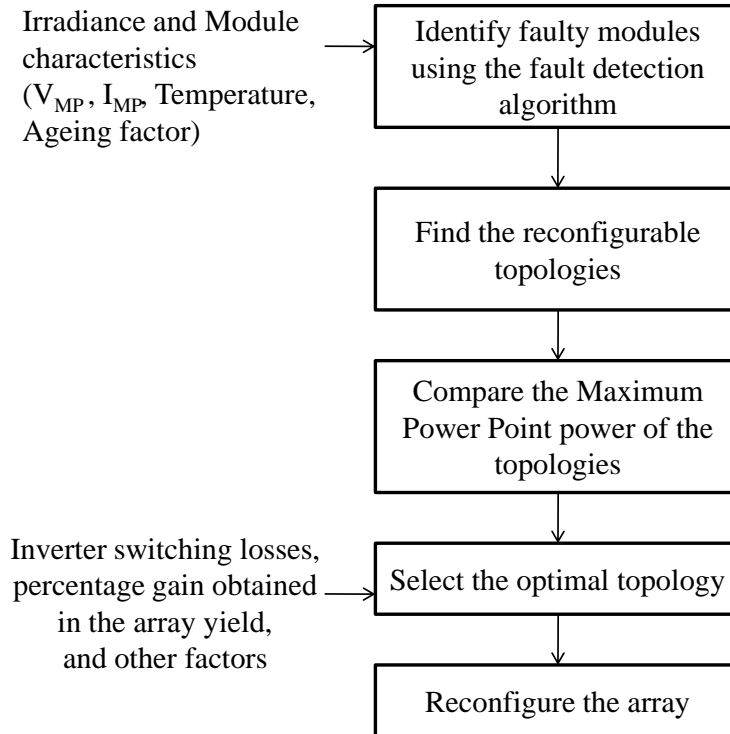 Irradiance and Module
characteristics
(V_MP, I_MP, Temperature,
Ageing factor)
Identify faulty modules
using the fault detection
algorithm
Find the reconfigurable
topologies
Compare the Maximum
Power Point power of the
topologies
Inverter switching losses,
percentage gain obtained
in the array yield,
and other factors
Select the optimal topology
Reconfigure the array